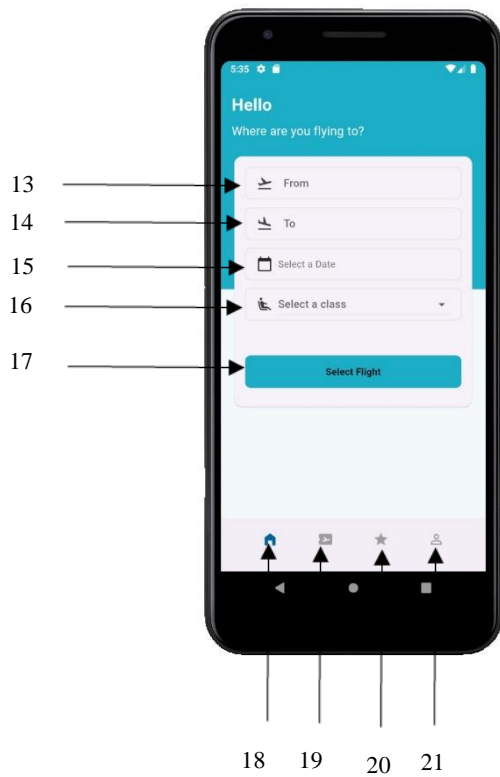 5:35
Hello
Where are you flying to?
13
From
14
To
15
Select a Date
16
Select a class
17
Select Flight
18 19 20 21